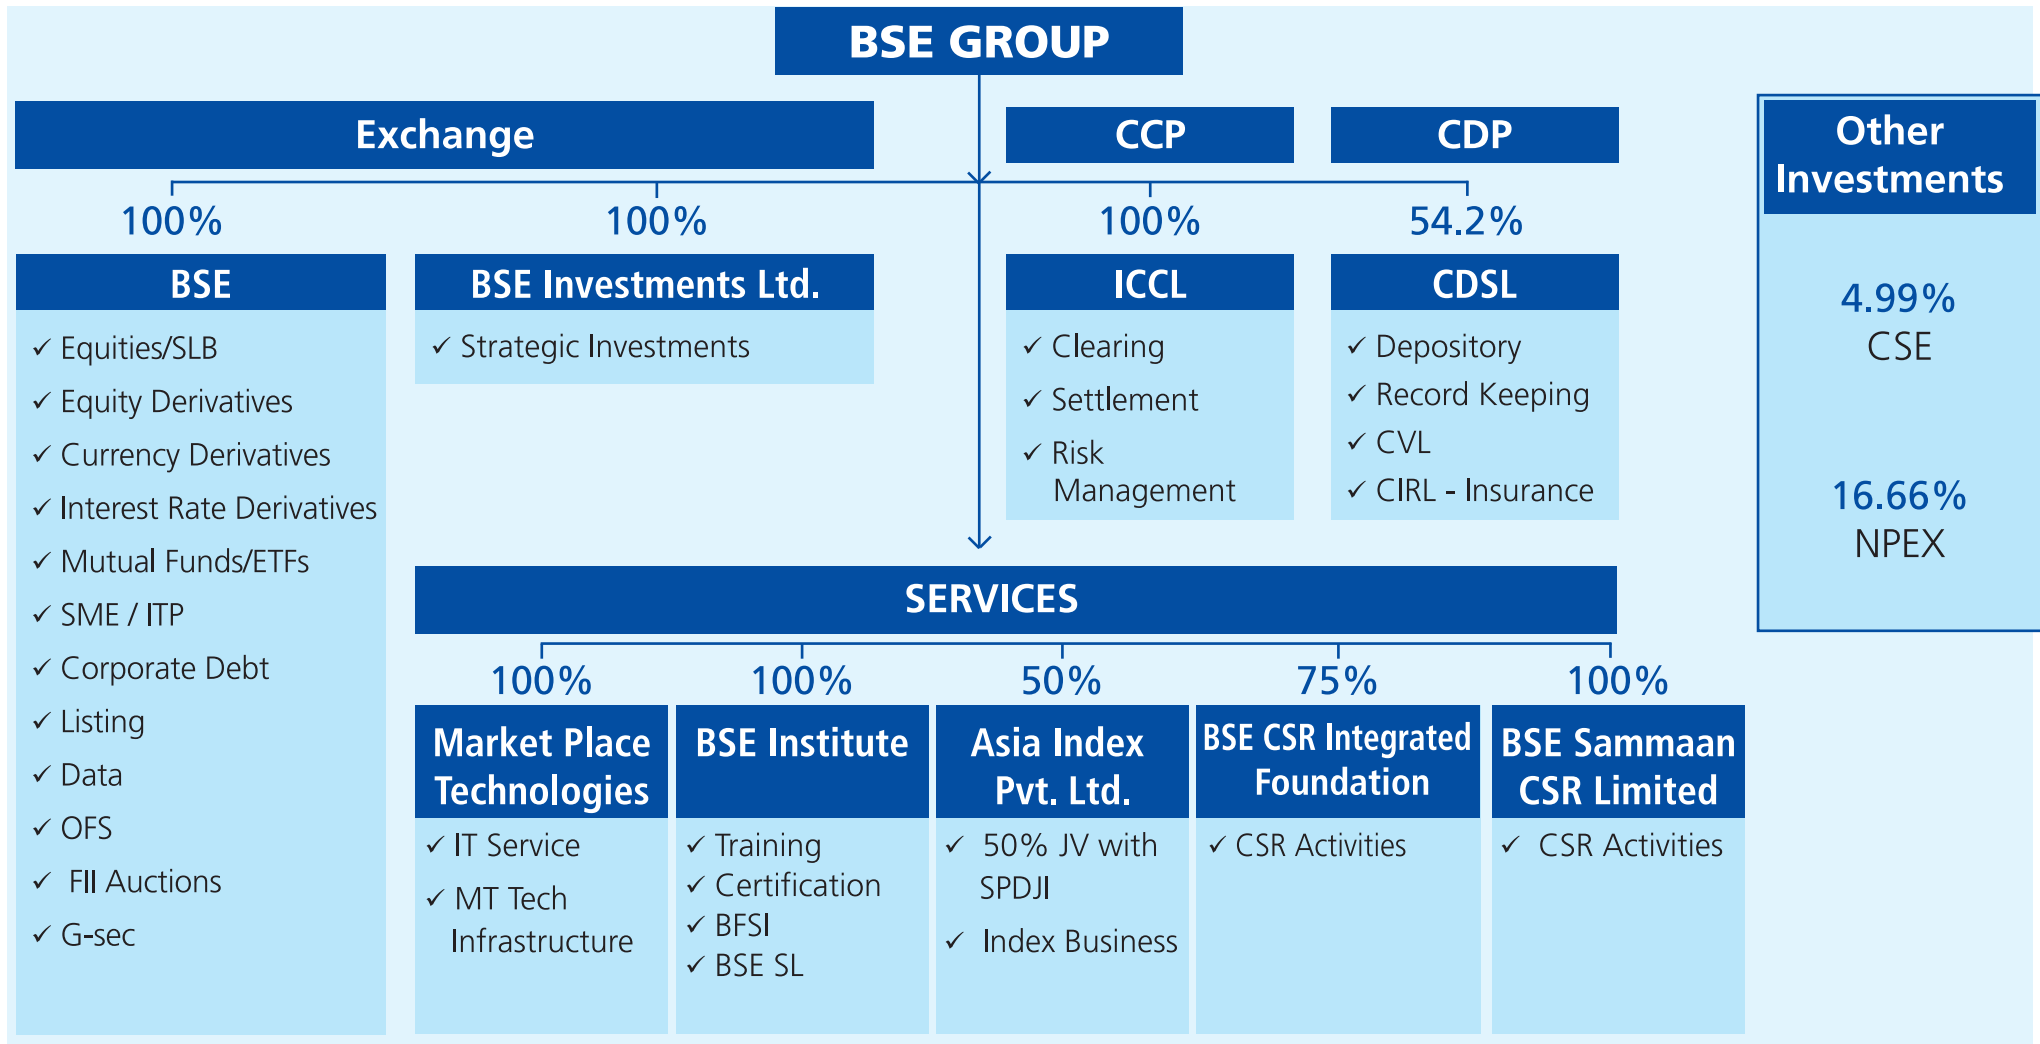 BSE GROUP
Exchange
CCP
CDP
Other
Investments
100%
100%
100%
54.2%
BSE
✓ Equities/SLB
✓ Equity Derivatives
✓ Currency Derivatives
✓ Interest Rate Derivatives
✓ Mutual Funds/ETFs
✓ SME / ITP
✓ Corporate Debt
✓ Listing
✓ Data
✓ OFS
✓ FII Auctions
✓ G-sec
BSE Investments Ltd.
✓ Strategic Investments
ICCL
✓ Clearing
✓ Settlement
✓ Risk
Management
CDSL
✓ Depository
✓ Record Keeping
✓ CVL
✓ CIRL - Insurance
4.99%
CSE
16.66%
NPEX
SERVICES
100%
100%
50%
75%
100%
Market Place
Technologies
✓ IT Service
✓ MT Tech
Infrastructure
BSE Institute
✓ Training
✓ Certification
✓ BFSI
✓ BSE SL
Asia Index
Pvt. Ltd.
✓ 50% JV with
SPDJI
✓ Index Business
BSE CSR Integrated
Foundation
✓ CSR Activities
BSE Sammaan
CSR Limited
✓ CSR Activities